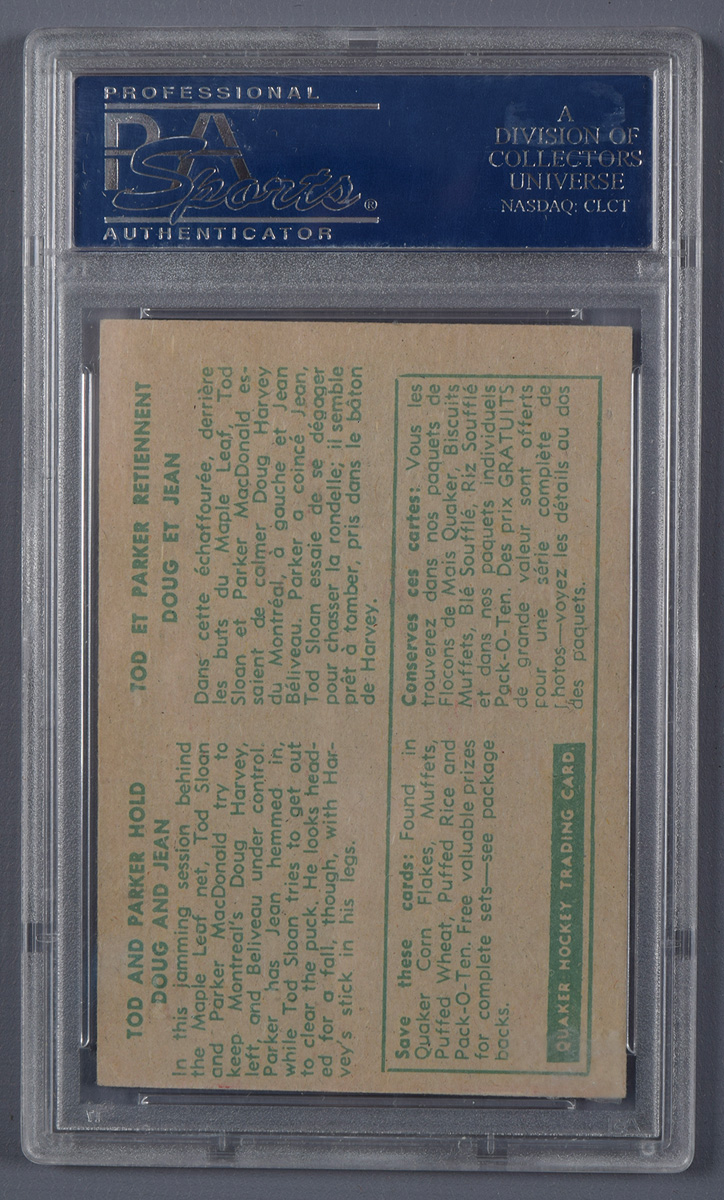 PROFESSIONAL
PSA
Sports®
AUTHENTICATOR
A
DIVISION OF
COLLECTORS
UNIVERSE
NASDAQ: CLCT
TOD AND PARKER HOLD
DOUG AND JEAN
In this jamming session behind
the Maple Leaf net, Tod Sloan
and Parker MacDonald try to
keep Montreal's Doug Harvey,
left, and Beliveau under control.
Parker has Jean hemmed in,
while Tod Sloan tries to get out
to clear the puck. He looks head-
ed for a fall, though, with Har-
vey's stick in his legs.
TOD ET PARKER RETIENNENT
DOUG ET JEAN
Dans cette échaffourée, derrière
les buts du Maple Leaf, Tod
Sloan et Parker MacDonald es-
saient de calmer Doug Harvey
du Montréal, à gauche et Jean
Béliveau. Parker a coincé Jean,
Tod Sloan essaie de se dégager
pour chasser la rondelle; il semble
prêt à tomber, pris dans le bâton
de Harvey.
Save these cards: Found in
Quaker Corn Flakes, Muffets,
Puffed Wheat, Puffed Rice and
Pack-O-Ten. Free valuable prizes
for complete sets—see package
backs.
QUAKER HOCKEY TRADING CARD
Conserves ces cartes: Vous les
trouverez dans nos paquets de
Flocons de Mais Quaker, Biscuits
Muffets, Blé Soufflé, Riz Soufflé
et dans nos paquets individuels
Pack-O-Ten. Des prix GRATUITS
de grande valeur sont offerts
pour une série complète de
photos—voyez les détails au dos
des paquets.